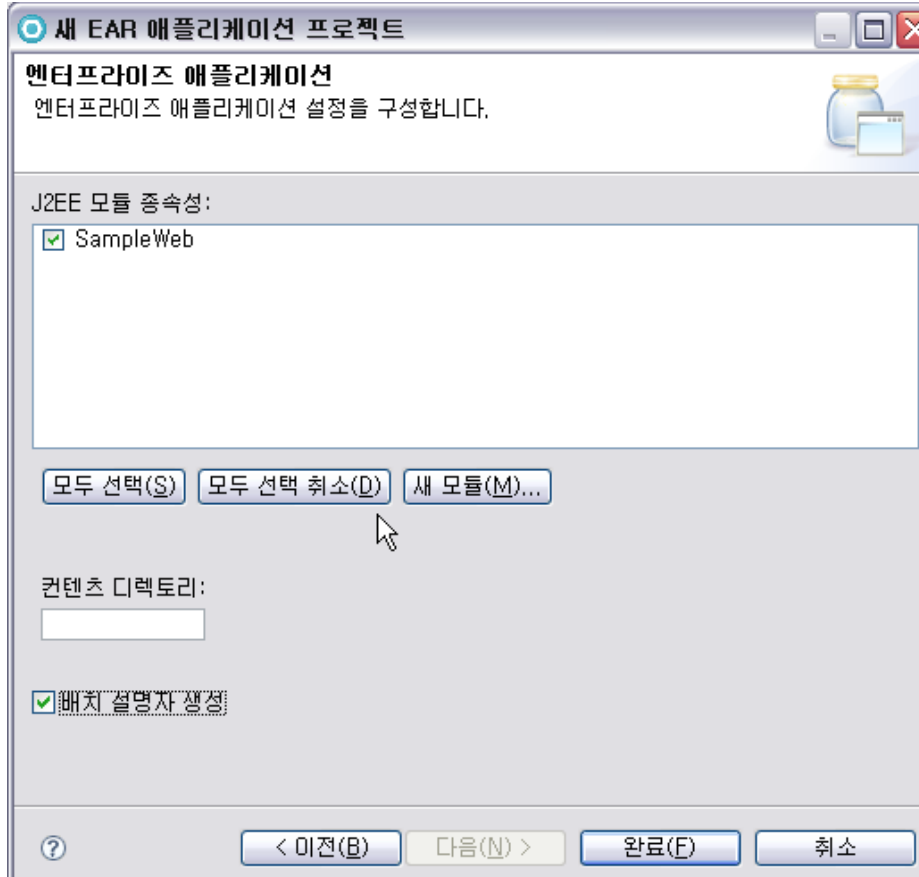 새 EAR 애플리케이션 프로젝트
엔터프라이즈 애플리케이션
엔터프라이즈 애플리케이션 설정을 구성합니다.
J2EE 모듈 종속성:
SampleWeb
모두 선택(S) 모두 선택 취소(D) 새 모듈(M)...
컨텐츠 디렉토리:
배치 설명자 생성
? < 이전(B) 다음(N) > 완료(F) 취소